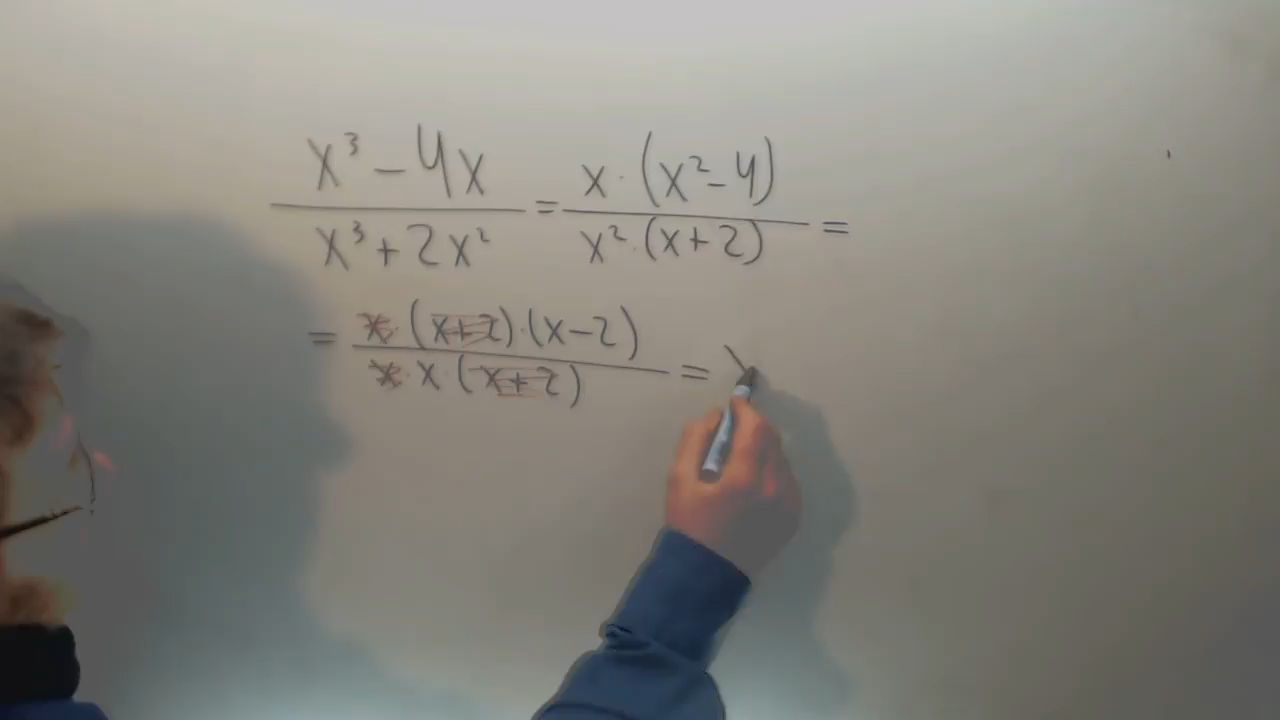 x³ - 4x / x³ + 2x² = x · (x² - 4) / x² · (x + 2) =
= x · (x + 2) · (x - 2) / x · x (x + 2) =